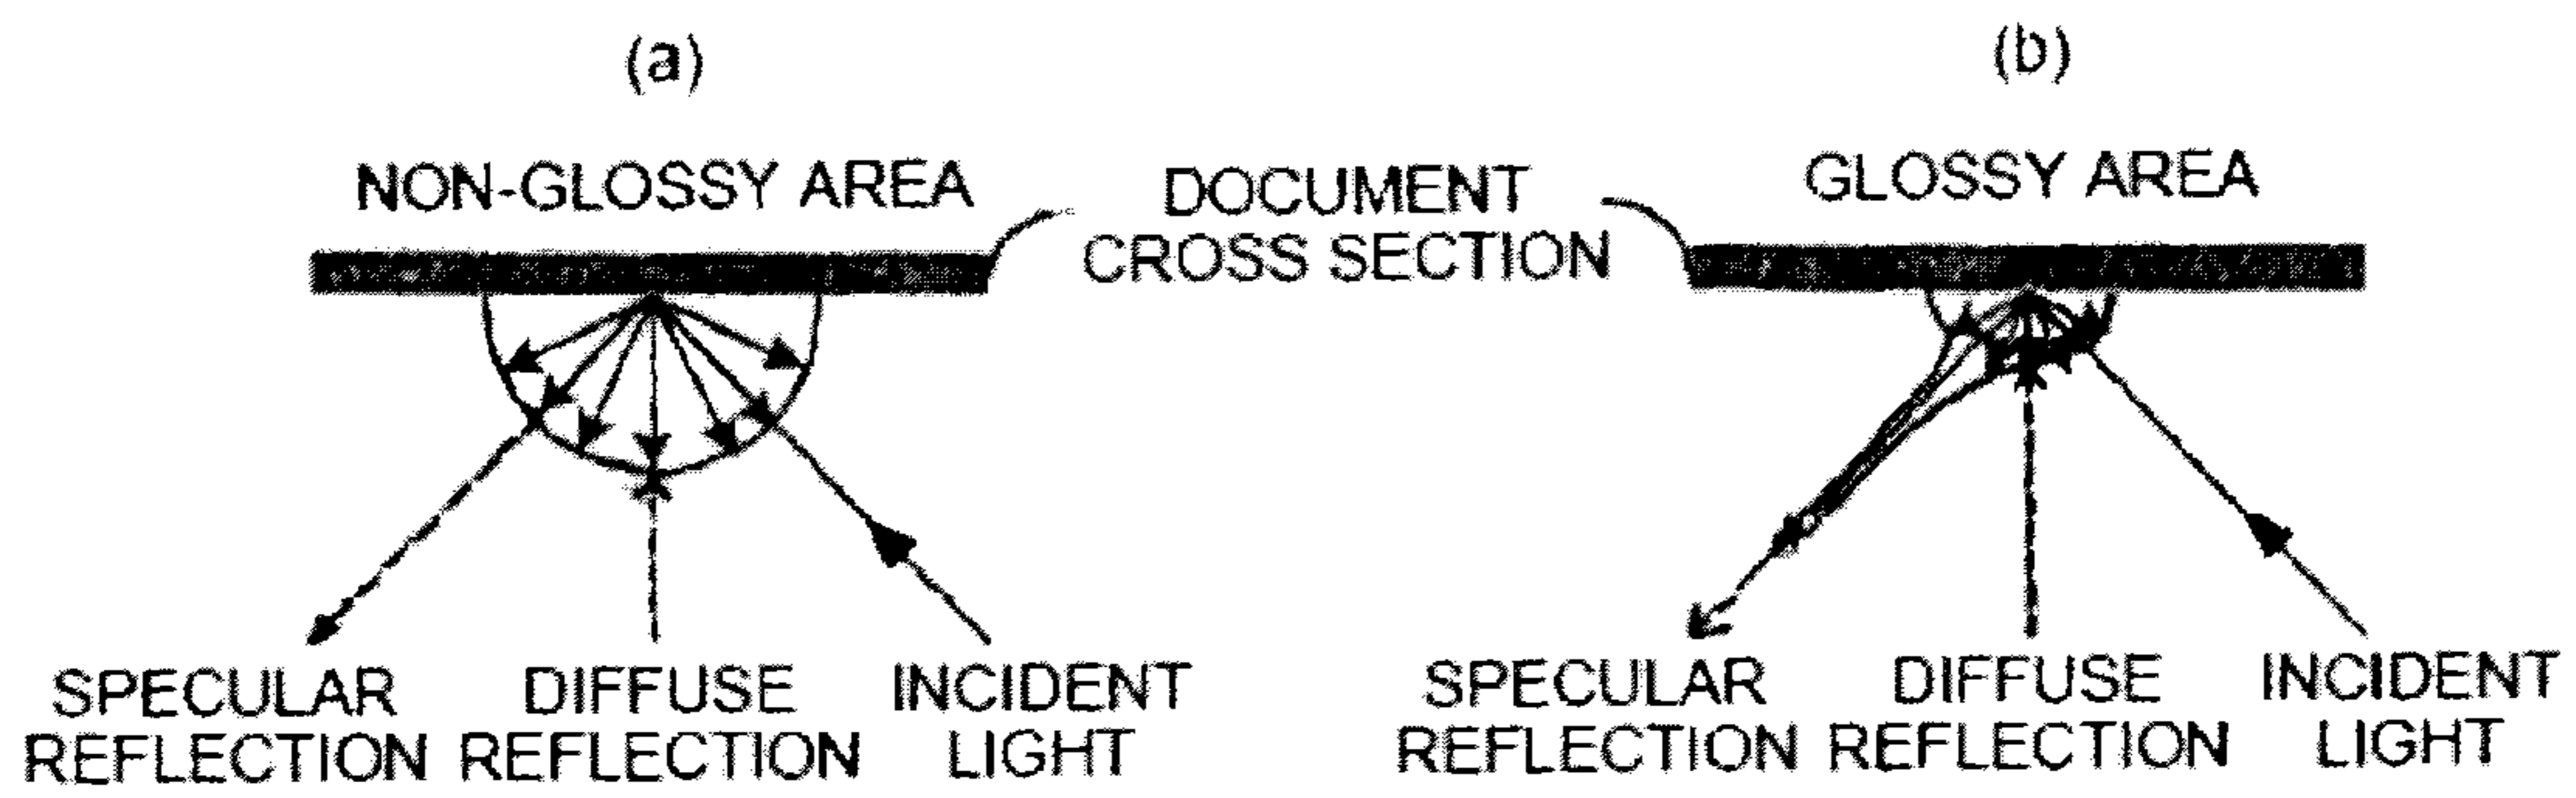 (a)
NON-GLOSSY AREA
DOCUMENT
CROSS SECTION
SPECULAR
REFLECTION
DIFFUSE
REFLECTION
INCIDENT
LIGHT
(b)
GLOSSY AREA
SPECULAR
REFLECTION
DIFFUSE
REFLECTION
INCIDENT
LIGHT